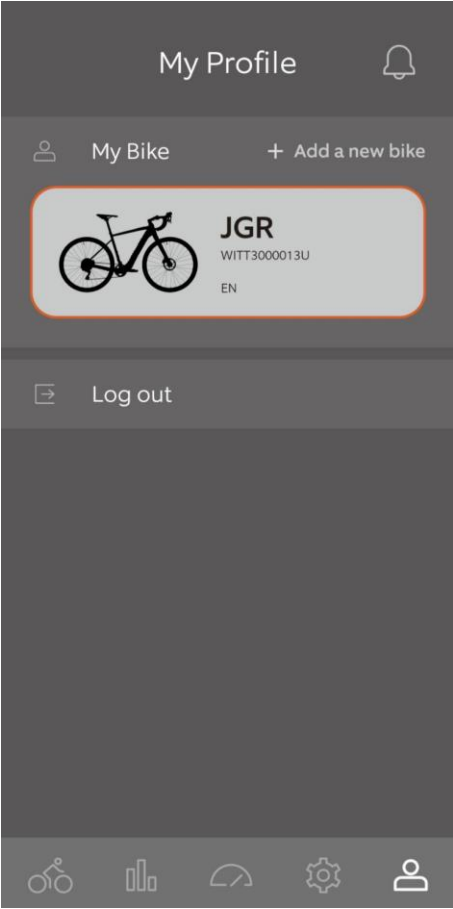 My Profile
My Bike
+ Add a new bike
JGR
WITT3000013U
EN
Log out